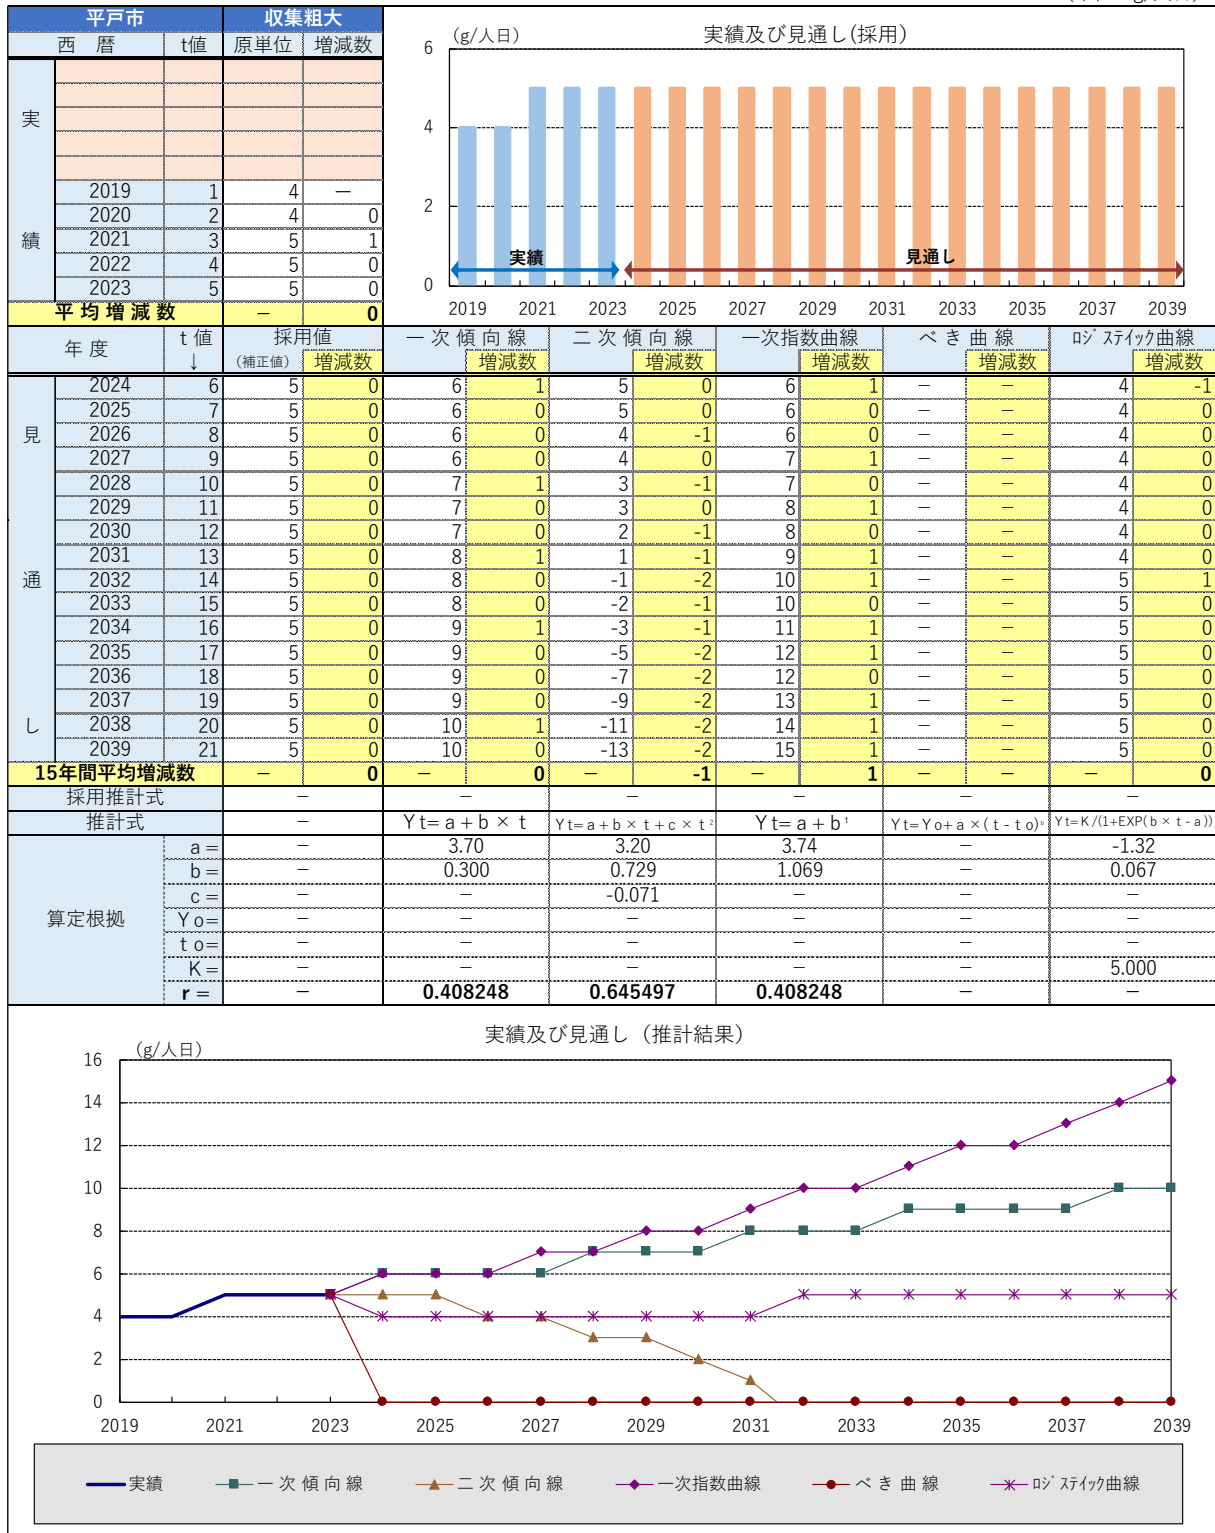 平戸市 収集粗大
西 暦 t値 原単位 増減数
実
績
2019 1 4 －
2020 2 4 0
2021 3 5 1
2022 4 5 0
2023 5 5 0
平 均 増 減 数 － 0
実績及び見通し(採用)
(g/人日)
6
4
2
0
実績 見通し
2019 2021 2023 2025 2027 2029 2031 2033 2035 2037 2039
年 度 t 値 採用値 一 次 傾 向 線 二 次 傾 向 線 一次指数曲線 べ き 曲 線 ﾛｼﾞｽﾃｨｯｸ曲線
↓ (補正値) 増減数 増減数 増減数 増減数 増減数 増減数
見
通
し
2024 6 5 0 6 1 5 0 6 1 － － 4 -1
2025 7 5 0 6 0 5 0 6 0 － － 4 0
2026 8 5 0 6 0 4 -1 6 0 － － 4 0
2027 9 5 0 6 0 4 0 7 1 － － 4 0
2028 10 5 0 7 1 3 -1 7 0 － － 4 0
2029 11 5 0 7 0 3 0 8 1 － － 4 0
2030 12 5 0 7 0 2 -1 8 0 － － 4 0
2031 13 5 0 8 1 1 -1 9 1 － － 4 0
2032 14 5 0 8 0 -1 -2 10 1 － － 5 1
2033 15 5 0 8 0 -2 -1 10 0 － － 5 0
2034 16 5 0 9 1 -3 -1 11 1 － － 5 0
2035 17 5 0 9 0 -5 -2 12 1 － － 5 0
2036 18 5 0 9 0 -7 -2 12 0 － － 5 0
2037 19 5 0 9 0 -9 -2 13 1 － － 5 0
2038 20 5 0 10 1 -11 -2 14 1 － － 5 0
2039 21 5 0 10 0 -13 -2 15 1 － － 5 0
15年間平均増減数 － 0 － 0 － -1 － 1 － － － 0
採用推計式 － － － － － －
推計式 － Y t= a + b × t Y t= a + b × t + c × t ² Y t= a + b ᵗ Y t= Y o + a × ( t - t o) ᵇ Y t= K /(1+EXP( b × t - a ))
算定根拠
a = － 3.70 3.20 3.74 － -1.32
b = － 0.300 0.729 1.069 － 0.067
c = － － -0.071 － － －
Y o= － － － － － －
t o= － － － － － －
K = － － － － － 5.000
r = － 0.408248 0.645497 0.408248 － －
実績及び見通し（推計結果）
(g/人日)
16
14
12
10
8
6
4
2
0
2019 2021 2023 2025 2027 2029 2031 2033 2035 2037 2039
実績 一 次 傾 向 線 二 次 傾 向 線 一次指数曲線 べ き 曲 線 ﾛｼﾞｽﾃｨｯｸ曲線